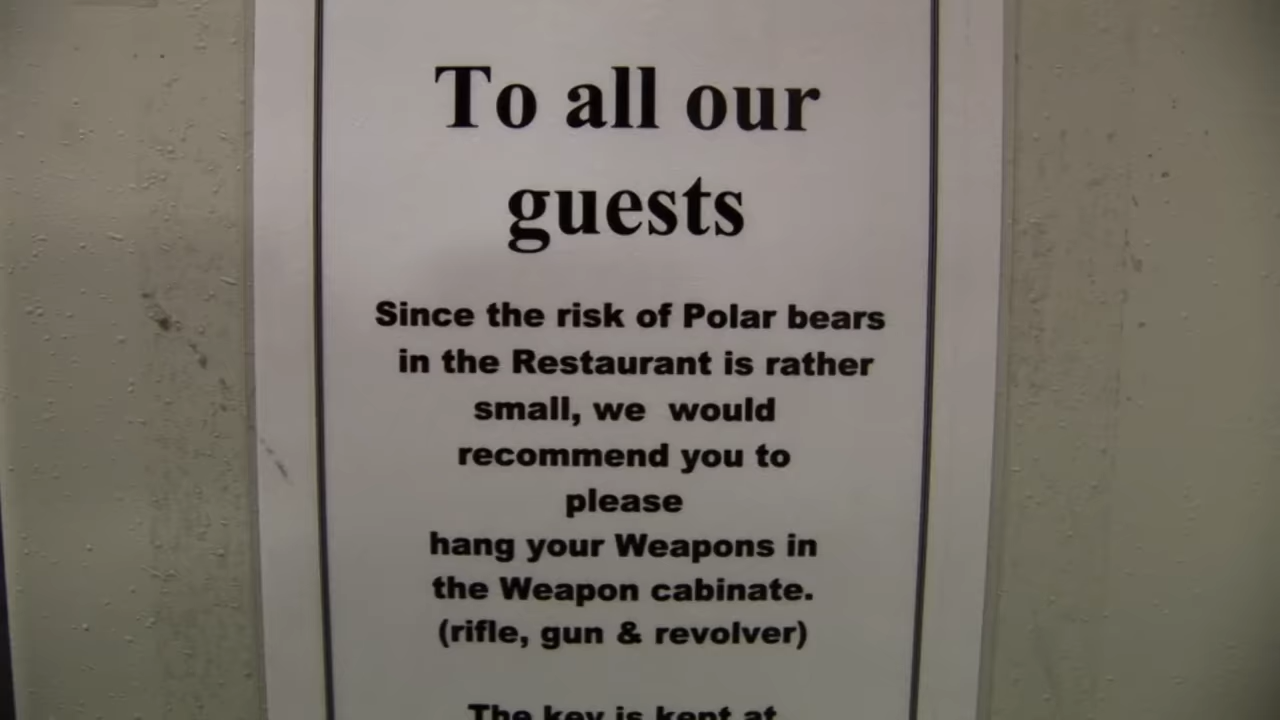 To all our
guests
Since the risk of Polar bears
in the Restaurant is rather
small, we would
recommend you to
please
hang your Weapons in
the Weapon cabinate.
(rifle, gun & revolver)
The key is kept at